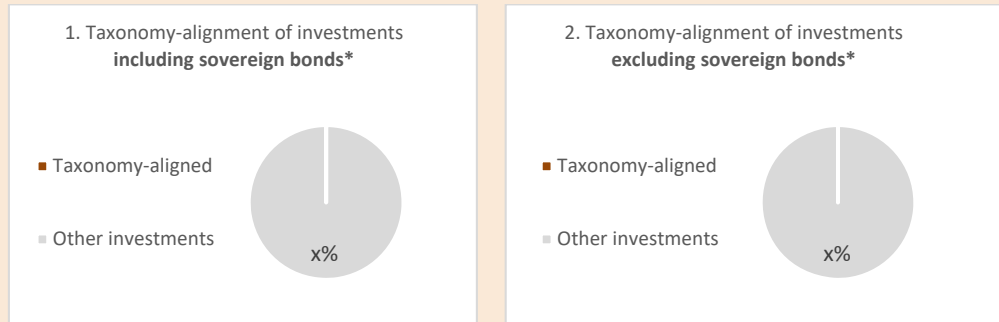 1. Taxonomy-alignment of investments
including sovereign bonds*
Taxonomy-aligned
Other investments
x%
2. Taxonomy-alignment of investments
excluding sovereign bonds*
Taxonomy-aligned
Other investments
x%